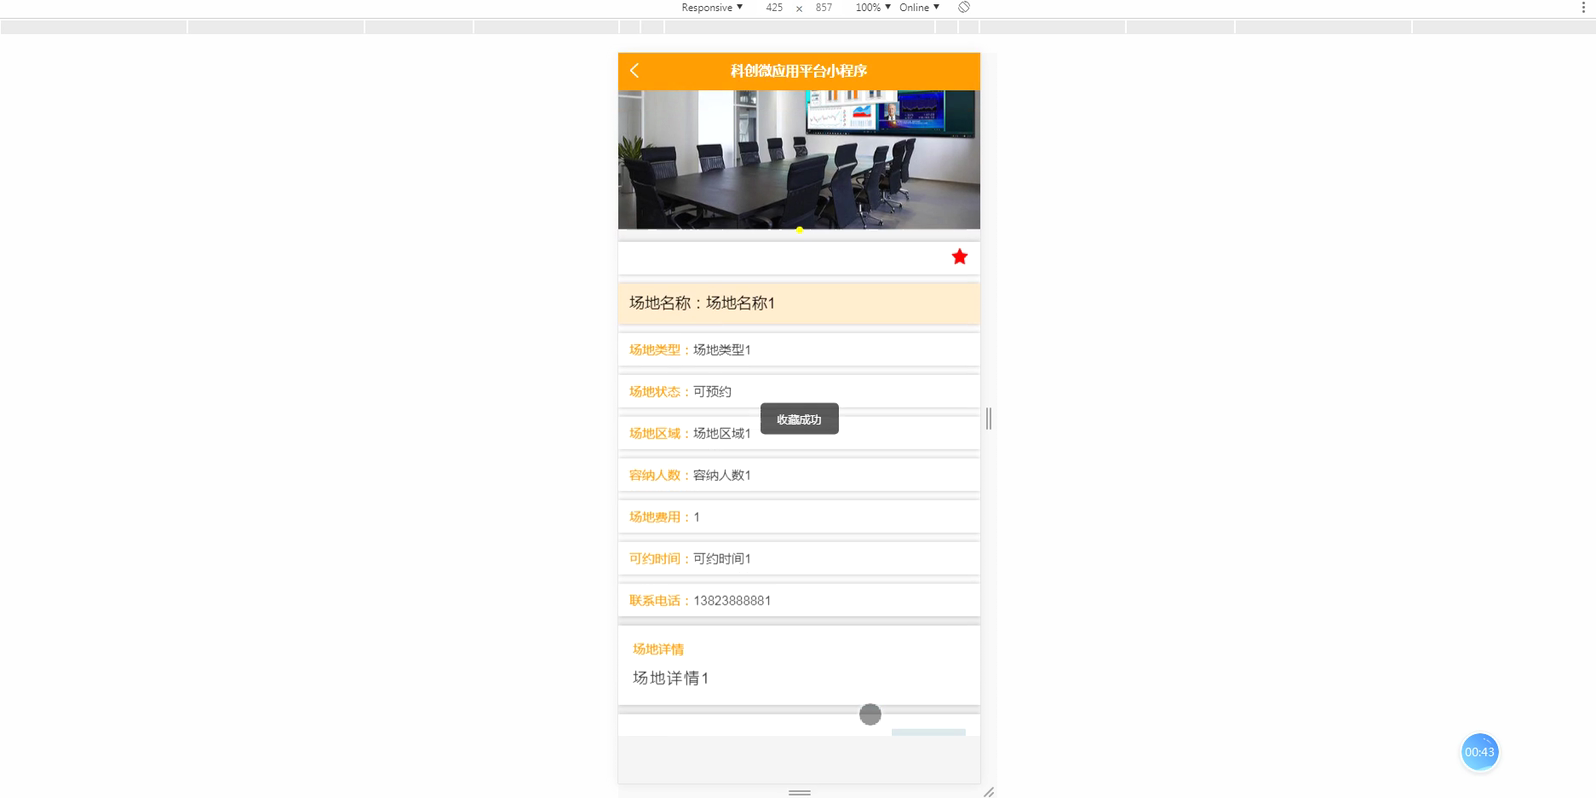 Responsive ▼ 425 × 857 100% ▼ Online ▼
科创微应用平台小程序
场地名称：场地名称1
场地类型：场地类型1
场地状态：可预约
收藏成功
场地区域：场地区域1
容纳人数：容纳人数1
场地费用：1
可约时间：可约时间1
联系电话：13823888881
场地详情
场地详情1
00:43